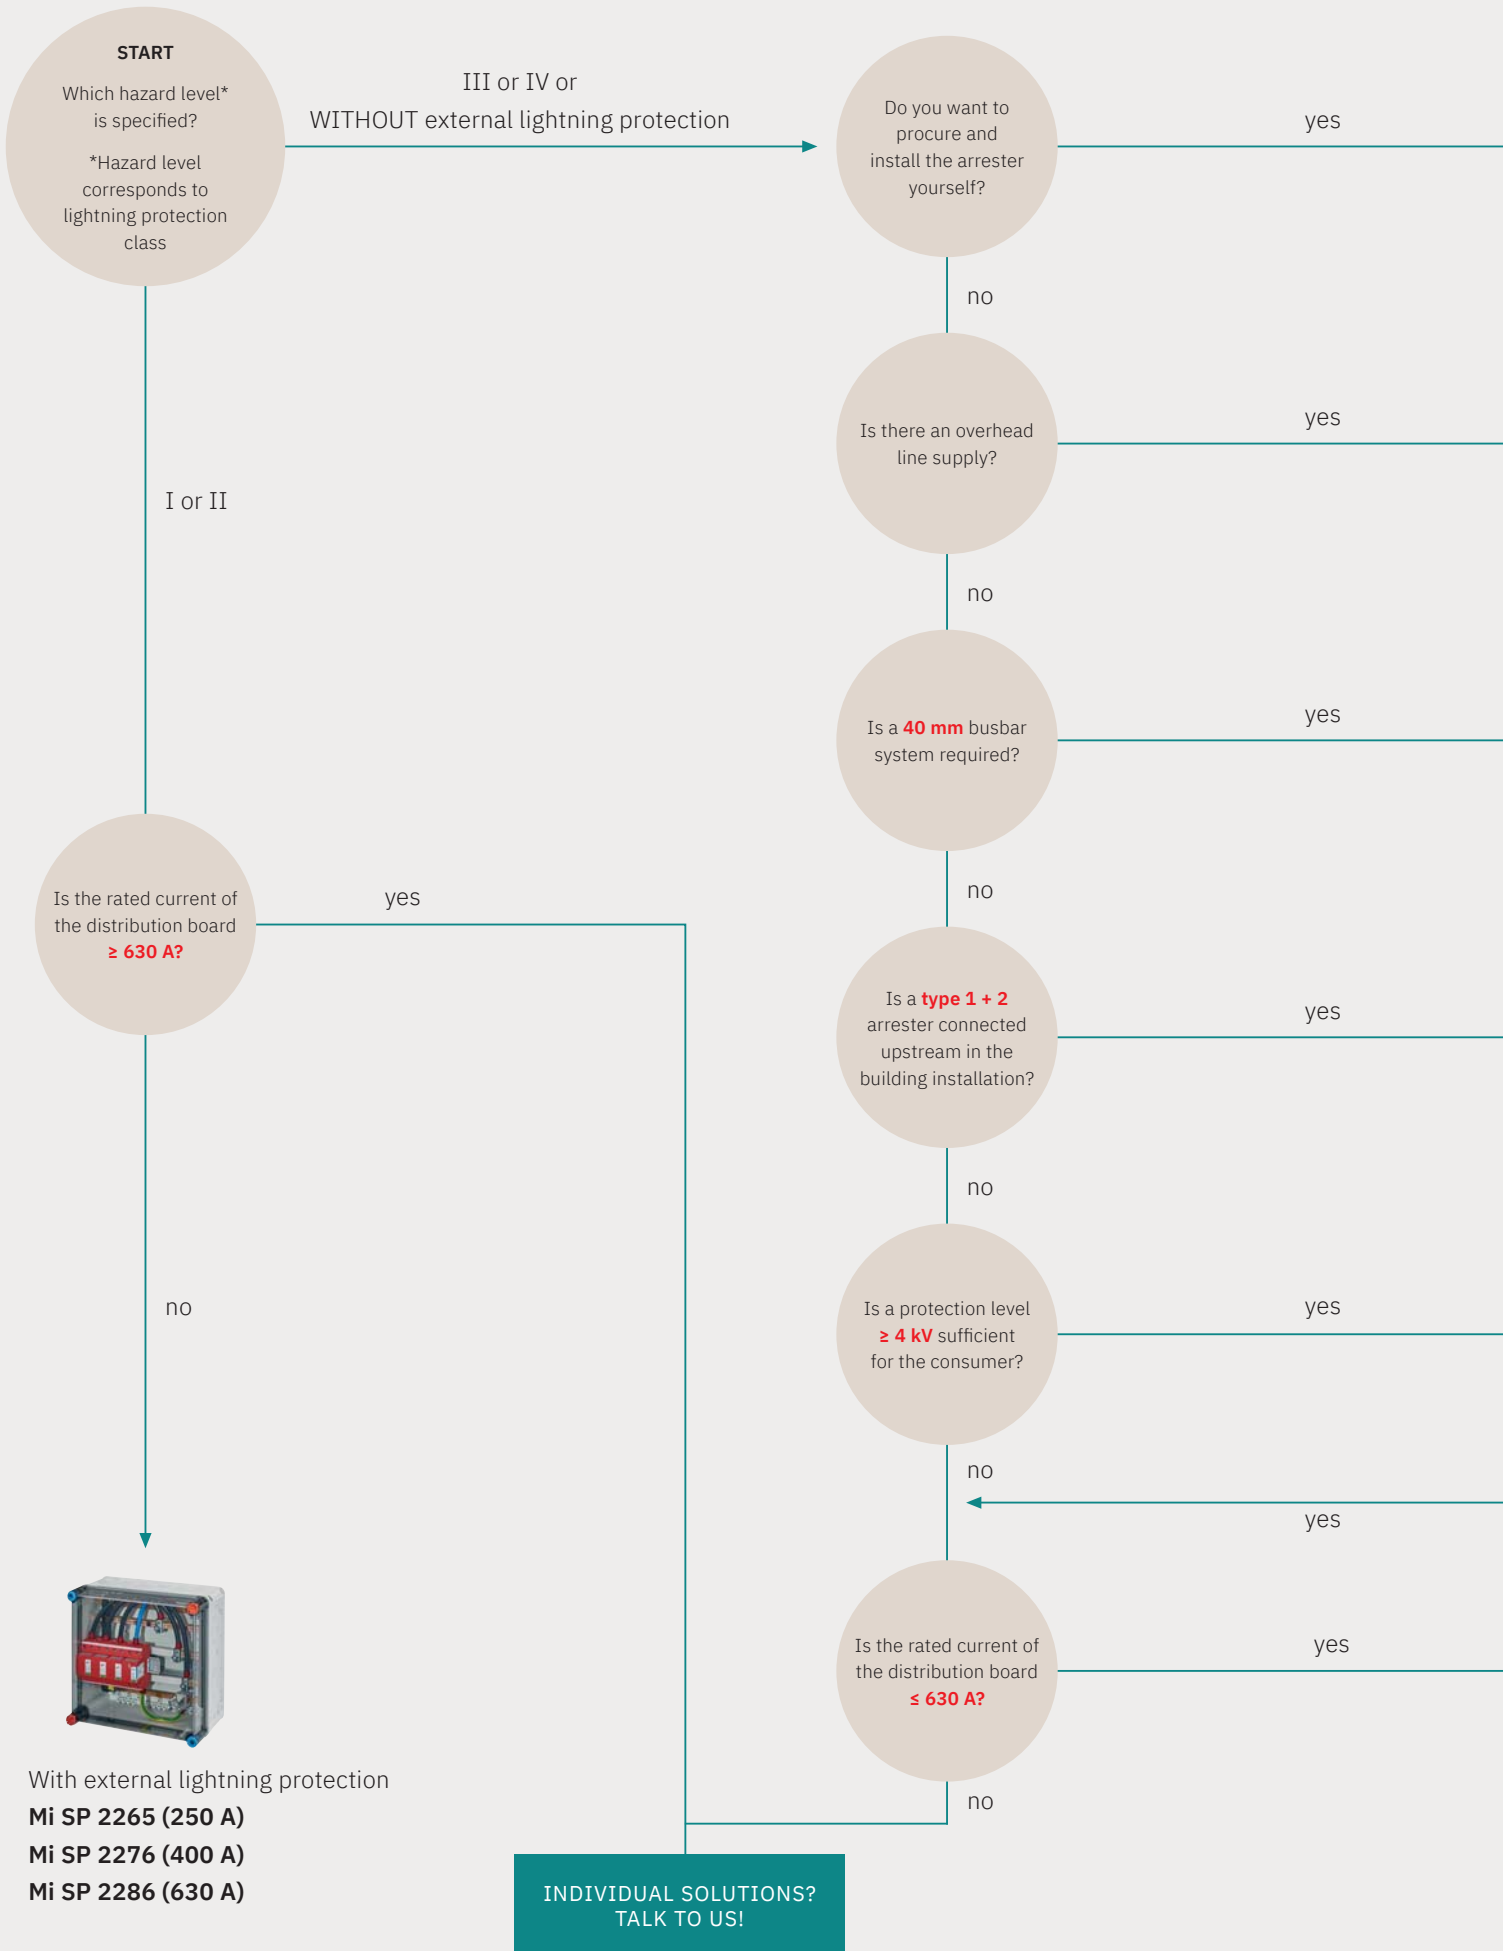 START
Which hazard level*
is specified?
*Hazard level
corresponds to
lightning protection
class
III or IV or
WITHOUT external lightning protection
Do you want to
procure and
install the arrester
yourself?
yes
no
Is there an overhead
line supply?
yes
I or II
no
Is a 40 mm busbar
system required?
yes
no
Is the rated current of
the distribution board
≥ 630 A?
yes
Is a type 1 + 2
arrester connected
upstream in the
building installation?
yes
no
Is a protection level
≥ 4 kV sufficient
for the consumer?
yes
no
no
yes
Is the rated current of
the distribution board
≤ 630 A?
yes
no
With external lightning protection
Mi SP 2265 (250 A)
Mi SP 2276 (400 A)
Mi SP 2286 (630 A)
INDIVIDUAL SOLUTIONS?
TALK TO US!